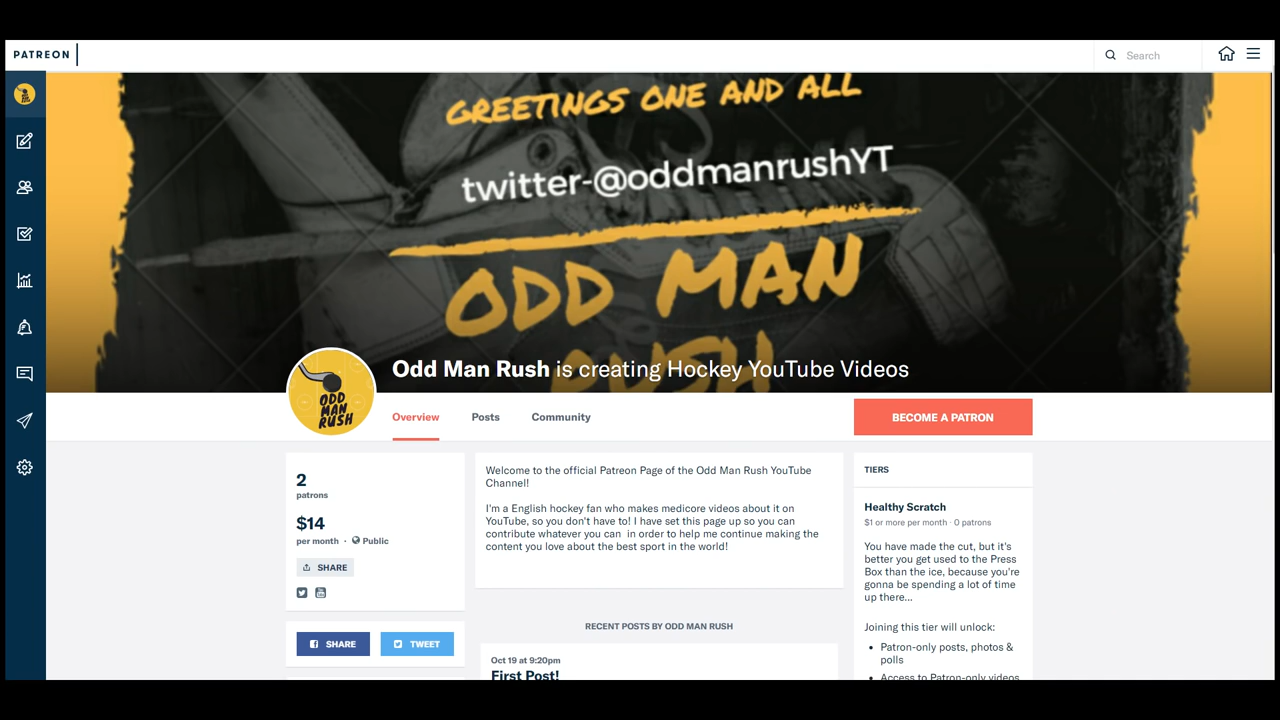 PATREON
Search
GREETINGS ONE AND ALL
twitter-@oddmanrushYT
ODD MAN
RUSH
Odd Man Rush is creating Hockey YouTube Videos
ODD
MAN
RUSH
Overview
Posts
Community
BECOME A PATRON
2
patrons
$14
per month · Public
SHARE
SHARE
TWEET
Welcome to the official Patreon Page of the Odd Man Rush YouTube
Channel!
I'm a English hockey fan who makes medicore videos about it on
YouTube, so you don't have to! I have set this page up so you can
contribute whatever you can in order to help me continue making the
content you love about the best sport in the world!
RECENT POSTS BY ODD MAN RUSH
Oct 19 at 9:20pm
First Post!
TIERS
Healthy Scratch
$1 or more per month · 0 patrons
You have made the cut, but it's
better you get used to the Press
Box than the ice, because you're
gonna be spending a lot of time
up there...
Joining this tier will unlock:
• Patron-only posts, photos &
polls
• Access to Patron-only videos